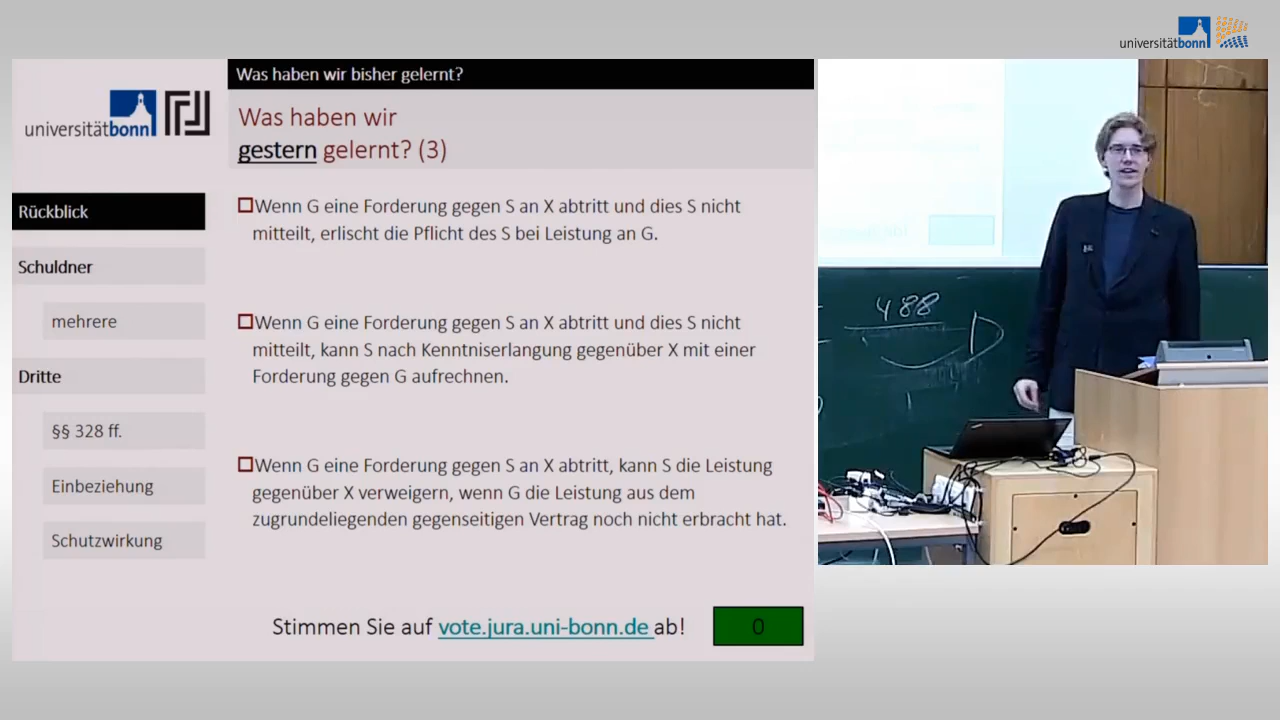 universitätbonn
Was haben wir bisher gelernt?
universitätbonn
Was haben wir
gestern gelernt? (3)
Rückblick
Schuldner
mehrere
Dritte
§§ 328 ff.
Einbeziehung
Schutzwirkung
Wenn G eine Forderung gegen S an X abtritt und dies S nicht
mitteilt, erlischt die Pflicht des S bei Leistung an G.
Wenn G eine Forderung gegen S an X abtritt und dies S nicht
mitteilt, kann S nach Kenntniserlangung gegenüber X mit einer
Forderung gegen G aufrechnen.
Wenn G eine Forderung gegen S an X abtritt, kann S die Leistung
gegenüber X verweigern, wenn G die Leistung aus dem
zugrundeliegenden gegenseitigen Vertrag noch nicht erbracht hat.
Stimmen Sie auf vote.jura.uni-bonn.de ab!
0
488
D